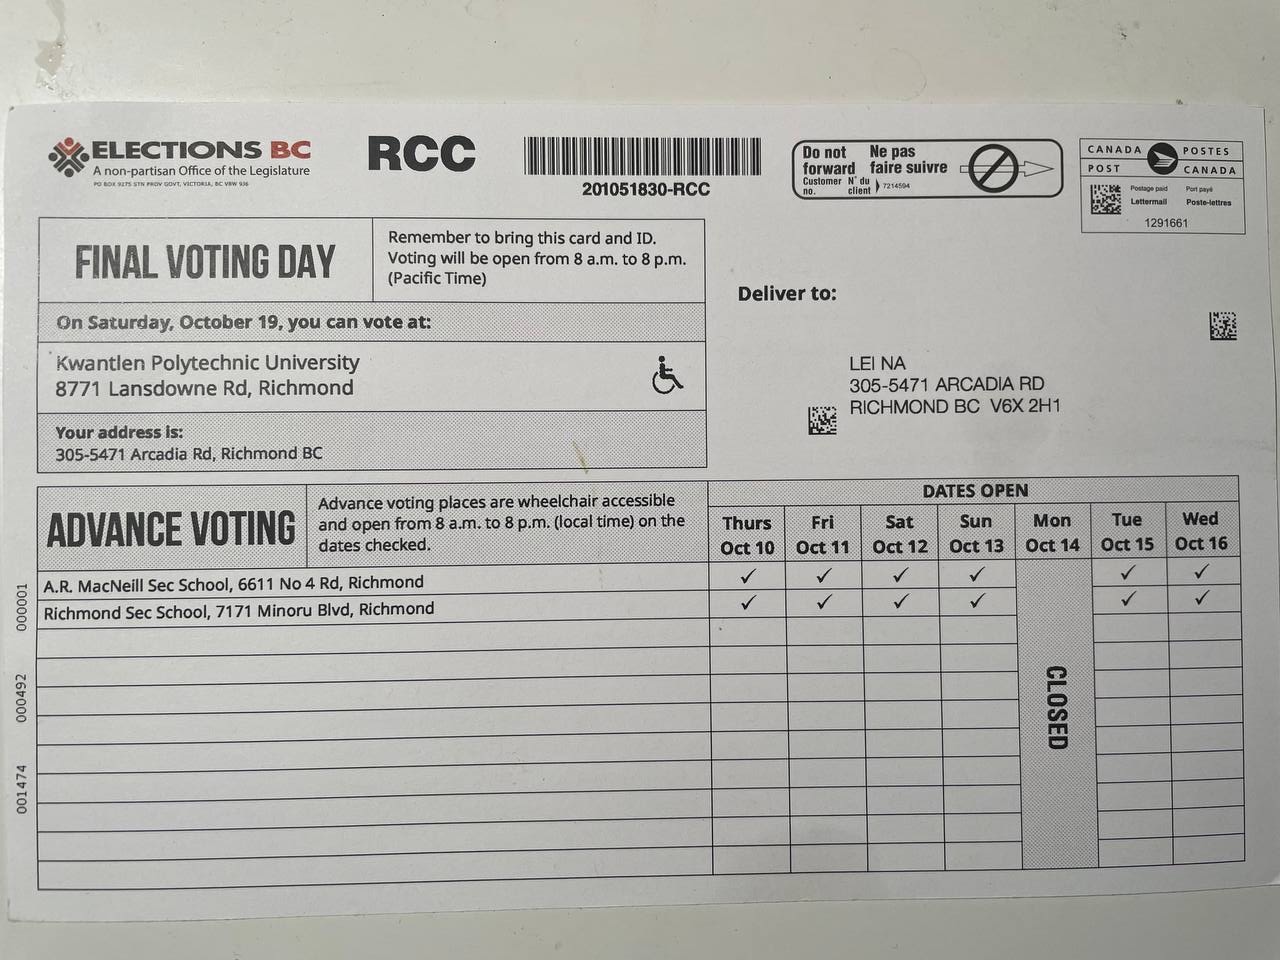 ELECTIONS BC
A non-partisan Office of the Legislature
PO BOX 9275 STN PROV GOVT, VICTORIA, BC V8W 9J6
RCC
201051830-RCC
Do not forward
Ne pas faire suivre
Customer no.
N° du client
7214594
CANADA POSTES
POST CANADA
Postage paid Port payé
Lettermail Poste-lettres
1291661
FINAL VOTING DAY
Remember to bring this card and ID.
Voting will be open from 8 a.m. to 8 p.m.
(Pacific Time)
On Saturday, October 19, you can vote at:
Kwantlen Polytechnic University
8771 Lansdowne Rd, Richmond
Your address is:
305-5471 Arcadia Rd, Richmond BC
Deliver to:
LEI NA
305-5471 ARCADIA RD
RICHMOND BC V6X 2H1
ADVANCE VOTING
Advance voting places are wheelchair accessible
and open from 8 a.m. to 8 p.m. (local time) on the
dates checked.
DATES OPEN
Thurs Fri Sat Sun Mon Tue Wed
Oct 10 Oct 11 Oct 12 Oct 13 Oct 14 Oct 15 Oct 16
A.R. MacNeill Sec School, 6611 No 4 Rd, Richmond ✓ ✓ ✓ ✓ ✓ ✓
Richmond Sec School, 7171 Minoru Blvd, Richmond ✓ ✓ ✓ ✓ ✓ ✓
CLOSED
000001
000492
001474